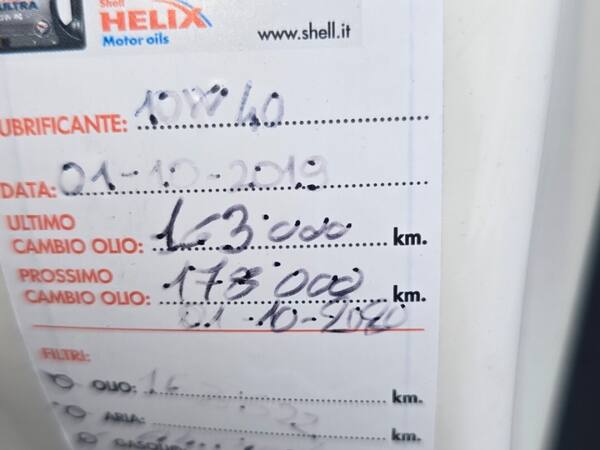 ULTRA
Shell
HELIX
Motor oils
www.shell.it
UBRIFICANTE: 10W40
DATA: 01-10-2019
ULTIMO
CAMBIO OLIO: 163000 km.
PROSSIMO
CAMBIO OLIO: 178000 km.
01-10-2020
FILTRI:
OLIO: km.
ARIA: km.